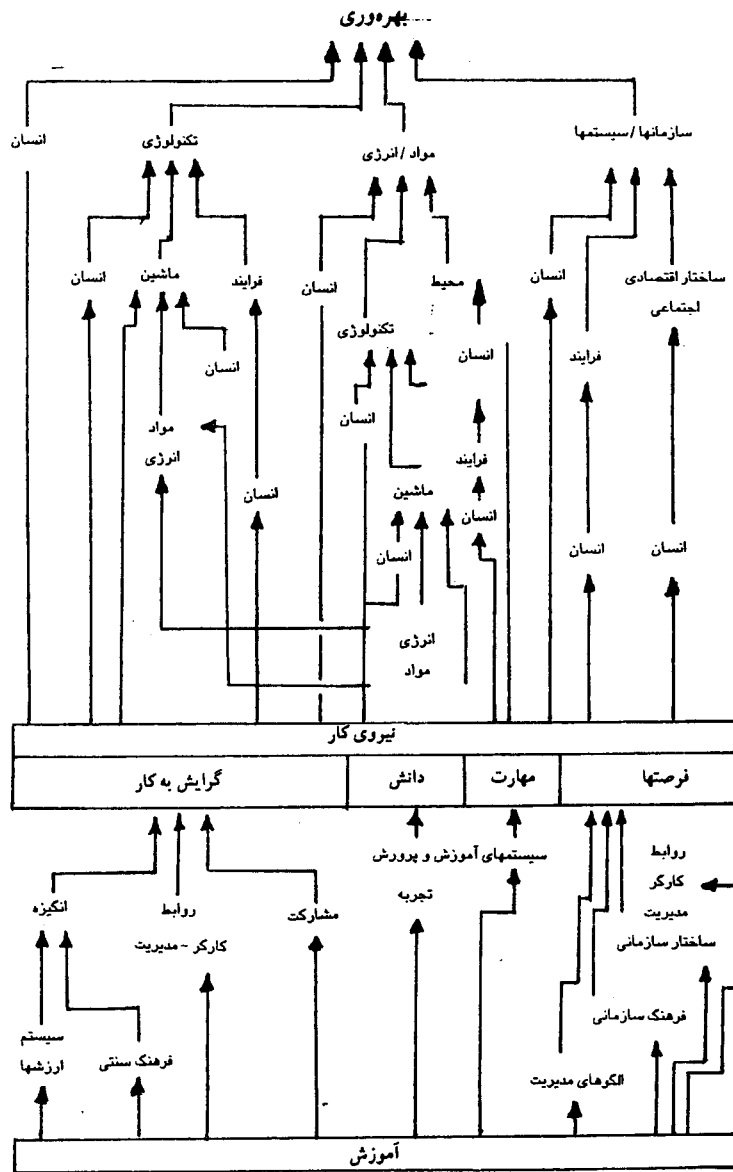 بهره‌وری
سازمانها / سیستمها
مواد / انرژی
تکنولوژی
انسان
ساختار اقتصادی
اجتماعی
انسان
محیط
انسان
فرایند
ماشین
انسان
فرایند
انسان
تکنولوژی
انسان
انسان
مواد
انرژی
فرایند
ماشین
انسان
انسان
انسان
انسان
انسان
انسان
انسان
انرژی
مواد
نیروی کار
فرصتها
مهارت
دانش
گرایش به کار
روابط
کارگر
مدیریت
سیستمهای آموزش و پرورش
تجربه
مشارکت
روابط
کارگر - مدیریت
انگیزه
ساختار سازمانی
فرهنگ سازمانی
الگوهای مدیریت
فرهنگ سنتی
سیستم
ارزشها
آموزش